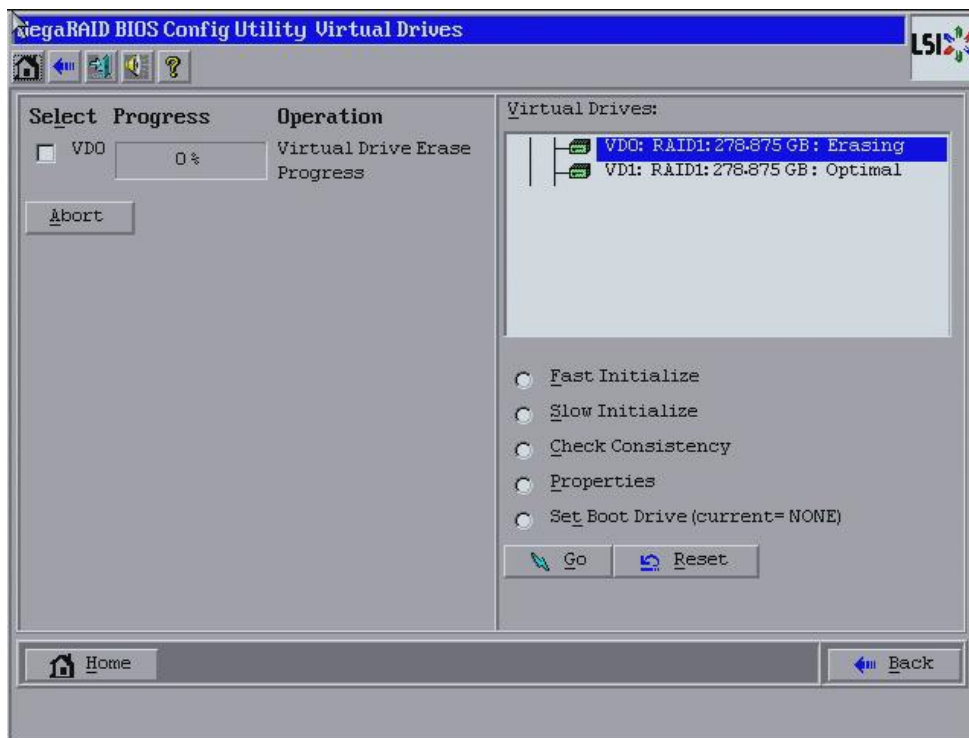 MegaRAID BIOS Config Utility Virtual Drives
LSI
Select Progress Operation
VD0 0% Virtual Drive Erase
Progress
Abort
Virtual Drives:
VD0: RAID1: 278.875 GB: Erasing
VD1: RAID1: 278.875 GB: Optimal
Fast Initialize
Slow Initialize
Check Consistency
Properties
Set Boot Drive (current= NONE)
Go Reset
Home
Back